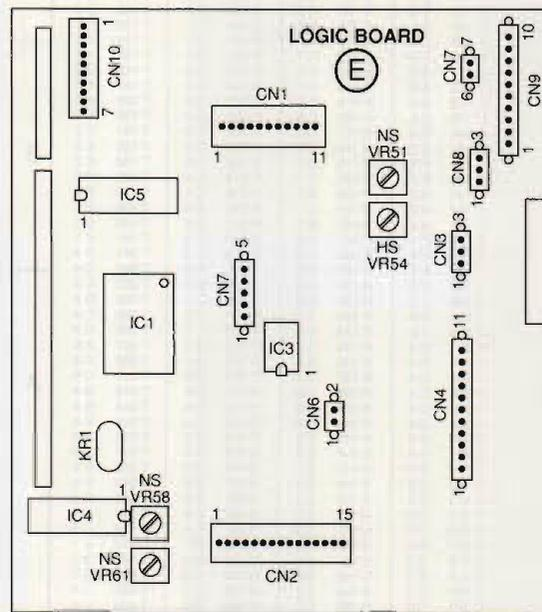 LOGIC BOARD
E
1
CN10
7
CN1
1 11
7
CN7
6
10
CN9
1
3
CN8
1
NS
VR51
HS
VR54
IC5
1
3
CN3
1
5
CN7
1
IC1
IC3
1
11
CN4
1
2
CN6
1
KR1
NS
VR58
1
IC4
NS
VR61
1 15
CN2